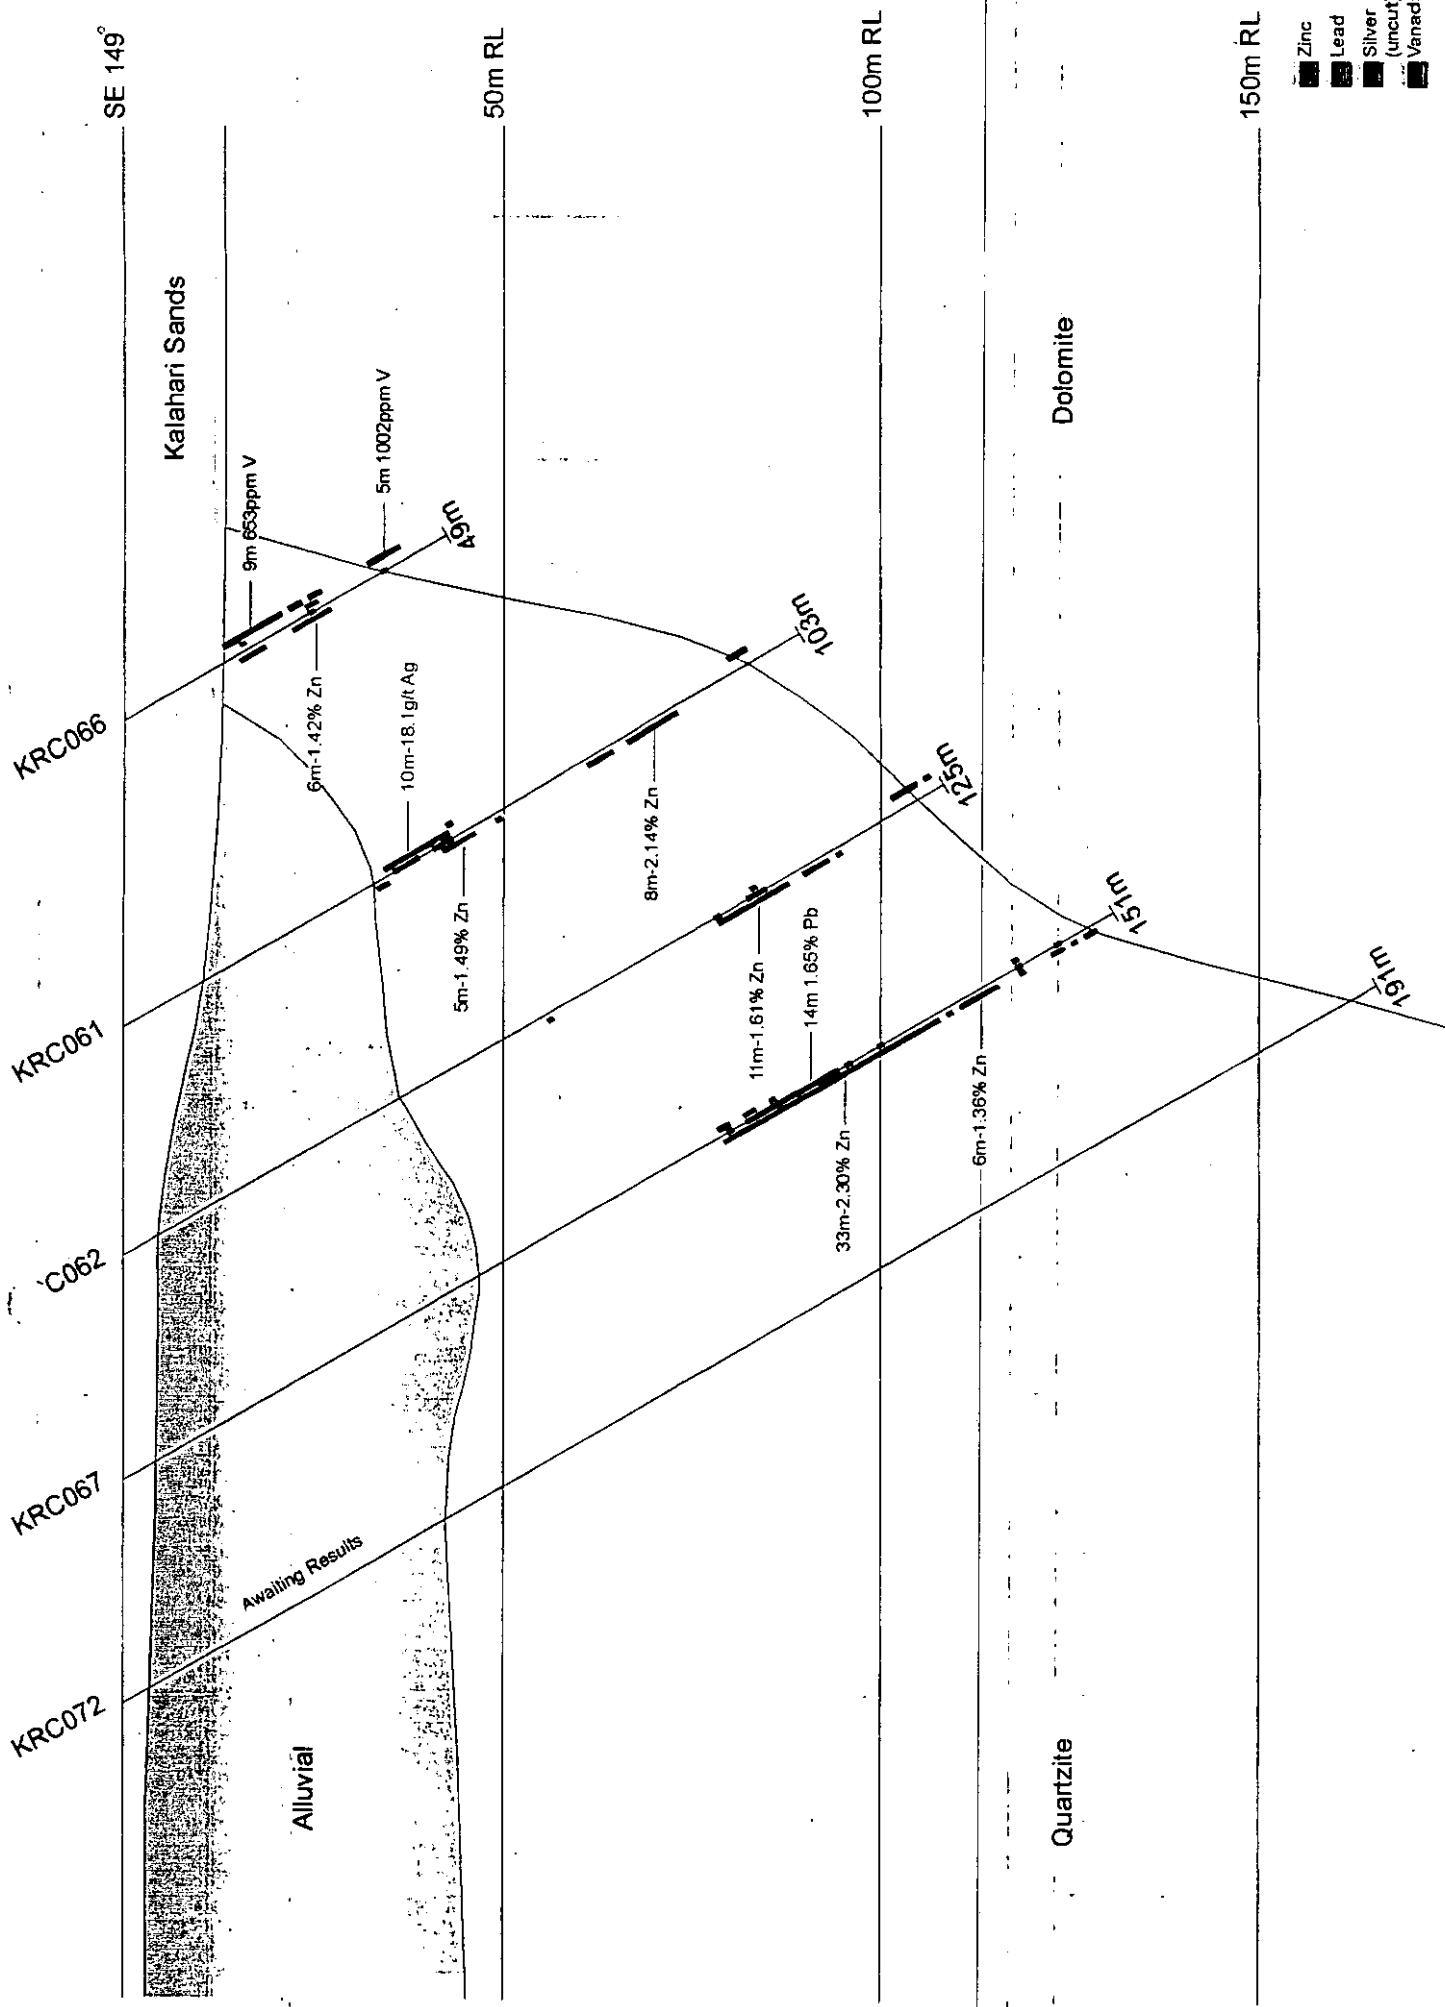 SE 149°
50m RL
100m RL
150m RL
Kalahari Sands
Alluvial
Dolomite
Quartzite
KRC066
KRC061
C062
KRC067
KRC072
9m 653ppm V
5m 1002ppm V
49m
6m-1.42% Zn
10m-18.1g/t Ag
5m-1.49% Zn
8m-2.14% Zn
103m
11m-1.61% Zn
125m
14m 1.65% Pb
33m-2.30% Zn
6m-1.36% Zn
151m
Awaiting Results
191m
Zinc
Lead
Silver
(uncut)
Vanad